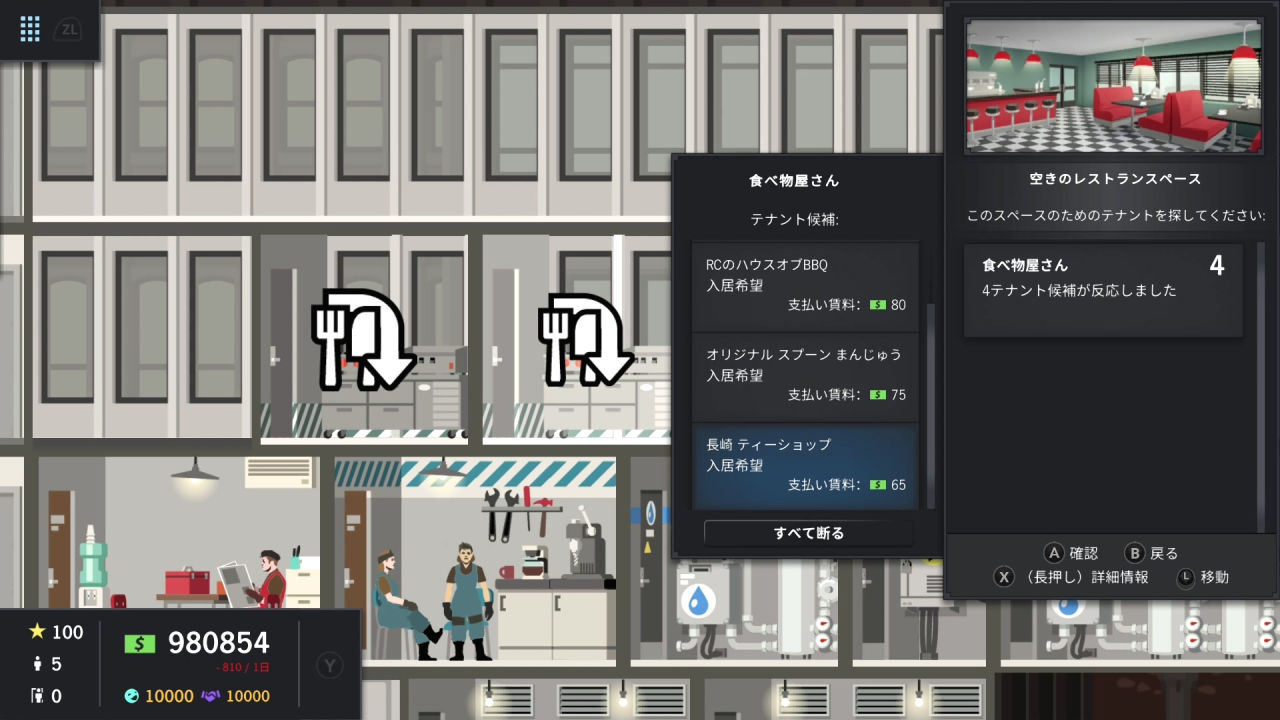 ZL
空きのレストランスペース
このスペースのためのテナントを探してください:
食べ物屋さん 4
4テナント候補が反応しました
食べ物屋さん
テナント候補:
RCのハウスオブBBQ
入居希望
支払い賃料: $ 80
オリジナル スプーン まんじゅう
入居希望
支払い賃料: $ 75
長崎 ティーショップ
入居希望
支払い賃料: $ 65
すべて断る
A 確認 B 戻る
X （長押し）詳細情報 L 移動
100
5
0
$ 980854
- 810 / 1日
10000 10000
Y